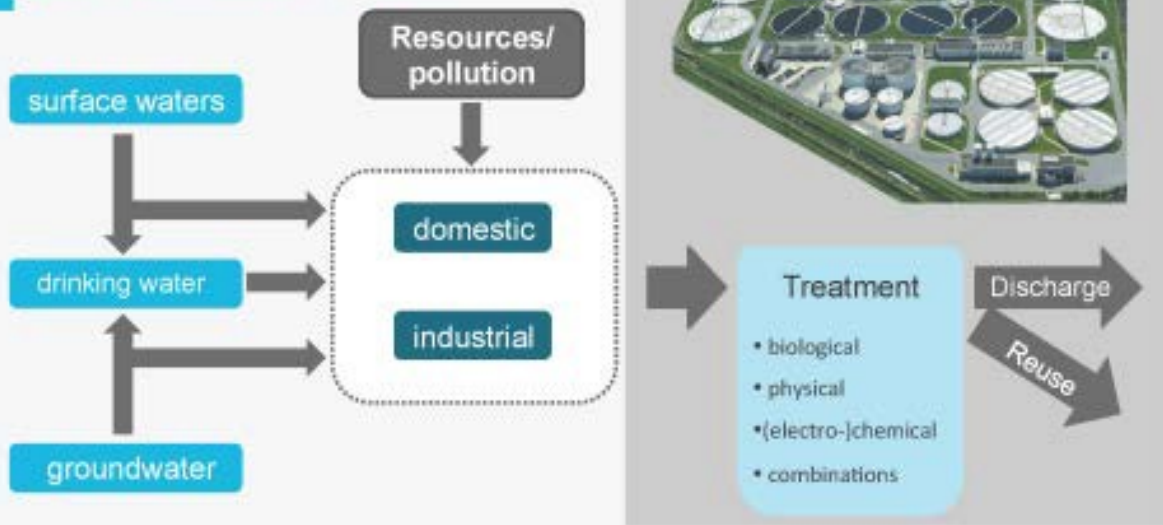 Resources/
pollution
surface waters
domestic
drinking water
industrial
groundwater
Treatment
• biological
• physical
•(electro-)chemical
• combinations
Discharge
Reuse